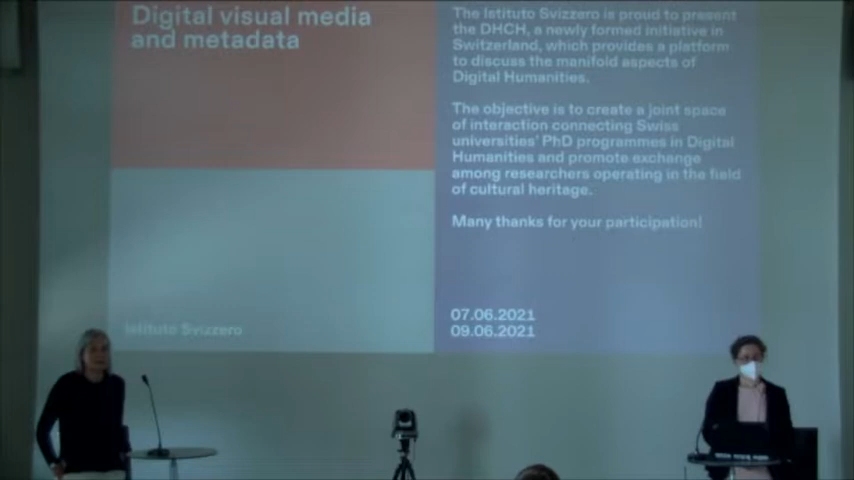 Digital visual media
and metadata
Istituto Svizzero
The Istituto Svizzero is proud to present
the DHCH, a newly formed initiative in
Switzerland, which provides a platform
to discuss the manifold aspects of
Digital Humanities.
The objective is to create a joint space
of interaction connecting Swiss
universities' PhD programmes in Digital
Humanities and promote exchange
among researchers operating in the field
of cultural heritage.
Many thanks for your participation!
07.06.2021
09.06.2021